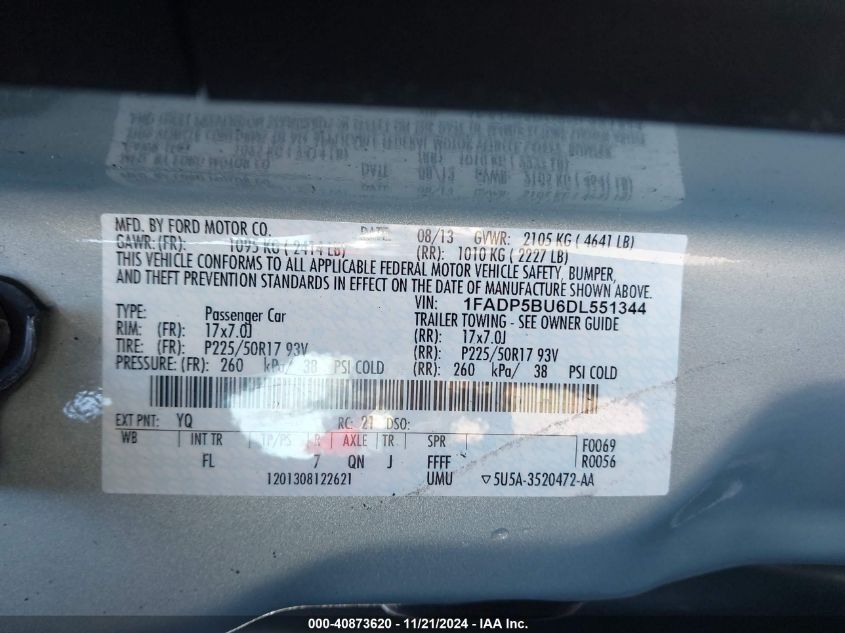 MFD. BY FORD MOTOR CO. DATE: 08/13 GVWR: 2105 KG ( 4641 LB)
GAWR: (FR): 1095 KG ( 2414 LB) (RR): 1010 KG ( 2227 LB)
THIS VEHICLE CONFORMS TO ALL APPLICABLE FEDERAL MOTOR VEHICLE SAFETY, BUMPER,
AND THEFT PREVENTION STANDARDS IN EFFECT ON THE DATE OF MANUFACTURE SHOWN ABOVE.
VIN: 1FADP5BU6DL551344
TYPE: Passenger Car TRAILER TOWING - SEE OWNER GUIDE
RIM: (FR): 17x7.0J (RR): 17x7.0J
TIRE: (FR): P225/50R17 93V (RR): P225/50R17 93V
PRESSURE: (FR): 260 kPa/ 38 PSI COLD (RR): 260 kPa/ 38 PSI COLD
EXT PNT: YQ RC: 21 DSO:
WB INT TR TP/PS R AXLE TR SPR F0069
FL 7 QN J FFFF R0056
1201308122621 UMU ▽5U5A-3520472-AA
000-40873620 - 11/21/2024 - IAA Inc.